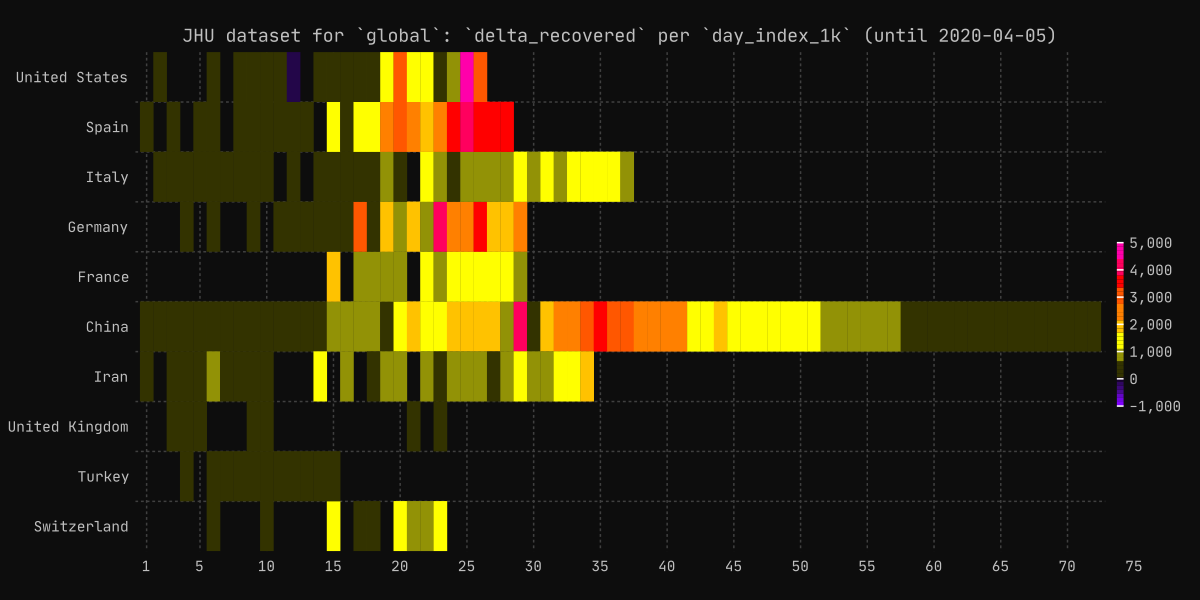 JHU dataset for `global`: `delta_recovered` per `day_index_1k` (until 2020-04-05)
United States
Spain
Italy
Germany
France
China
Iran
United Kingdom
Turkey
Switzerland
5,000
4,000
3,000
2,000
1,000
0
-1,000
1 5 10 15 20 25 30 35 40 45 50 55 60 65 70 75